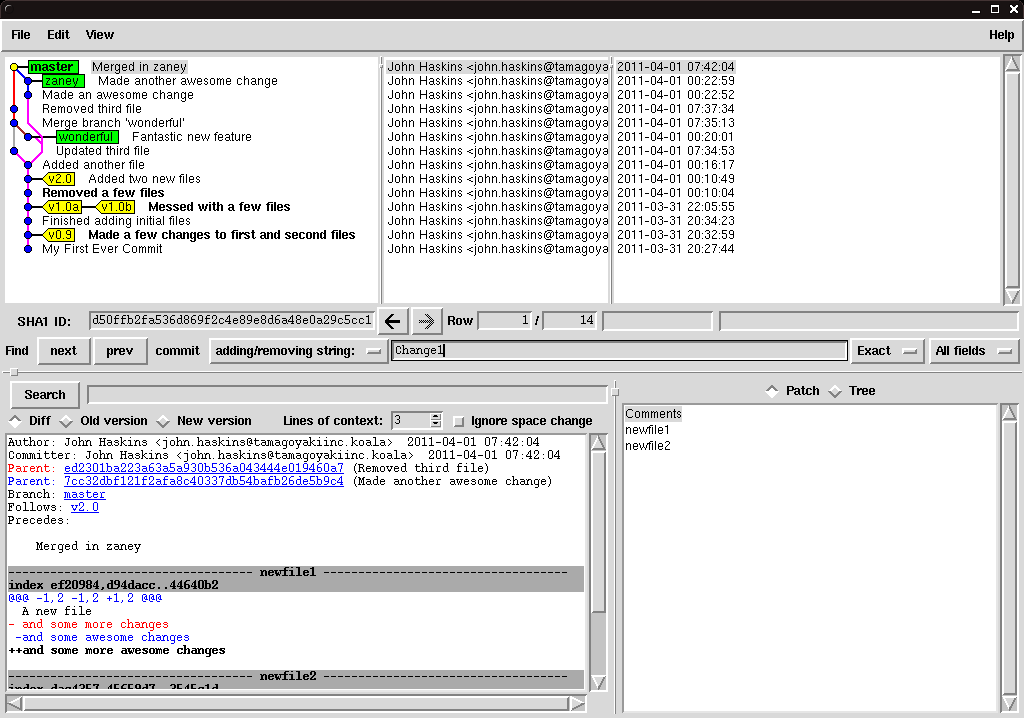 File Edit View Help
master Merged in zaney John Haskins <john.haskins@tamagoya 2011-04-01 07:42:04
zaney Made another awesome change John Haskins <john.haskins@tamagoya 2011-04-01 00:22:59
Made an awesome change John Haskins <john.haskins@tamagoya 2011-04-01 00:22:52
Removed third file John Haskins <john.haskins@tamagoya 2011-04-01 07:37:34
Merge branch 'wonderful' John Haskins <john.haskins@tamagoya 2011-04-01 07:35:13
wonderful Fantastic new feature John Haskins <john.haskins@tamagoya 2011-04-01 00:20:01
Updated third file John Haskins <john.haskins@tamagoya 2011-04-01 07:34:53
Added another file John Haskins <john.haskins@tamagoya 2011-04-01 00:16:17
v2.0 Added two new files John Haskins <john.haskins@tamagoya 2011-04-01 00:10:49
Removed a few files John Haskins <john.haskins@tamagoya 2011-04-01 00:10:04
v1.0a v1.0b Messed with a few files John Haskins <john.haskins@tamagoya 2011-03-31 22:05:55
Finished adding initial files John Haskins <john.haskins@tamagoya 2011-03-31 20:34:23
v0.9 Made a few changes to first and second files John Haskins <john.haskins@tamagoya 2011-03-31 20:32:59
My First Ever Commit John Haskins <john.haskins@tamagoya 2011-03-31 20:27:44
SHA1 ID: d50ffb2fa536d869f2c4e89e8d6a48e0a29c5cc1 Row 1 / 14
Find next prev commit adding/removing string: Change1 Exact All fields
Search
Diff Old version New version Lines of context: 3 Ignore space change
Author: John Haskins <john.haskins@tamagoyakiinc.koala> 2011-04-01 07:42:04
Committer: John Haskins <john.haskins@tamagoyakiinc.koala> 2011-04-01 07:42:04
Parent: ed2301ba223a63a5a930b536a043444e019460a7 (Removed third file)
Parent: 7cc32dbf121f2afa8c40337db54bafb26de5b9c4 (Made another awesome change)
Branch: master
Follows: v2.0
Precedes:
Merged in zaney
----------------------------------- newfile1 -----------------------------------
index ef20984,d94dacc..44640b2
@@@ -1,2 -1,2 +1,2 @@@
A new file
- and some more changes
-and some awesome changes
++and some more awesome changes
----------------------------------- newfile2 -----------------------------------
Patch Tree
Comments
newfile1
newfile2